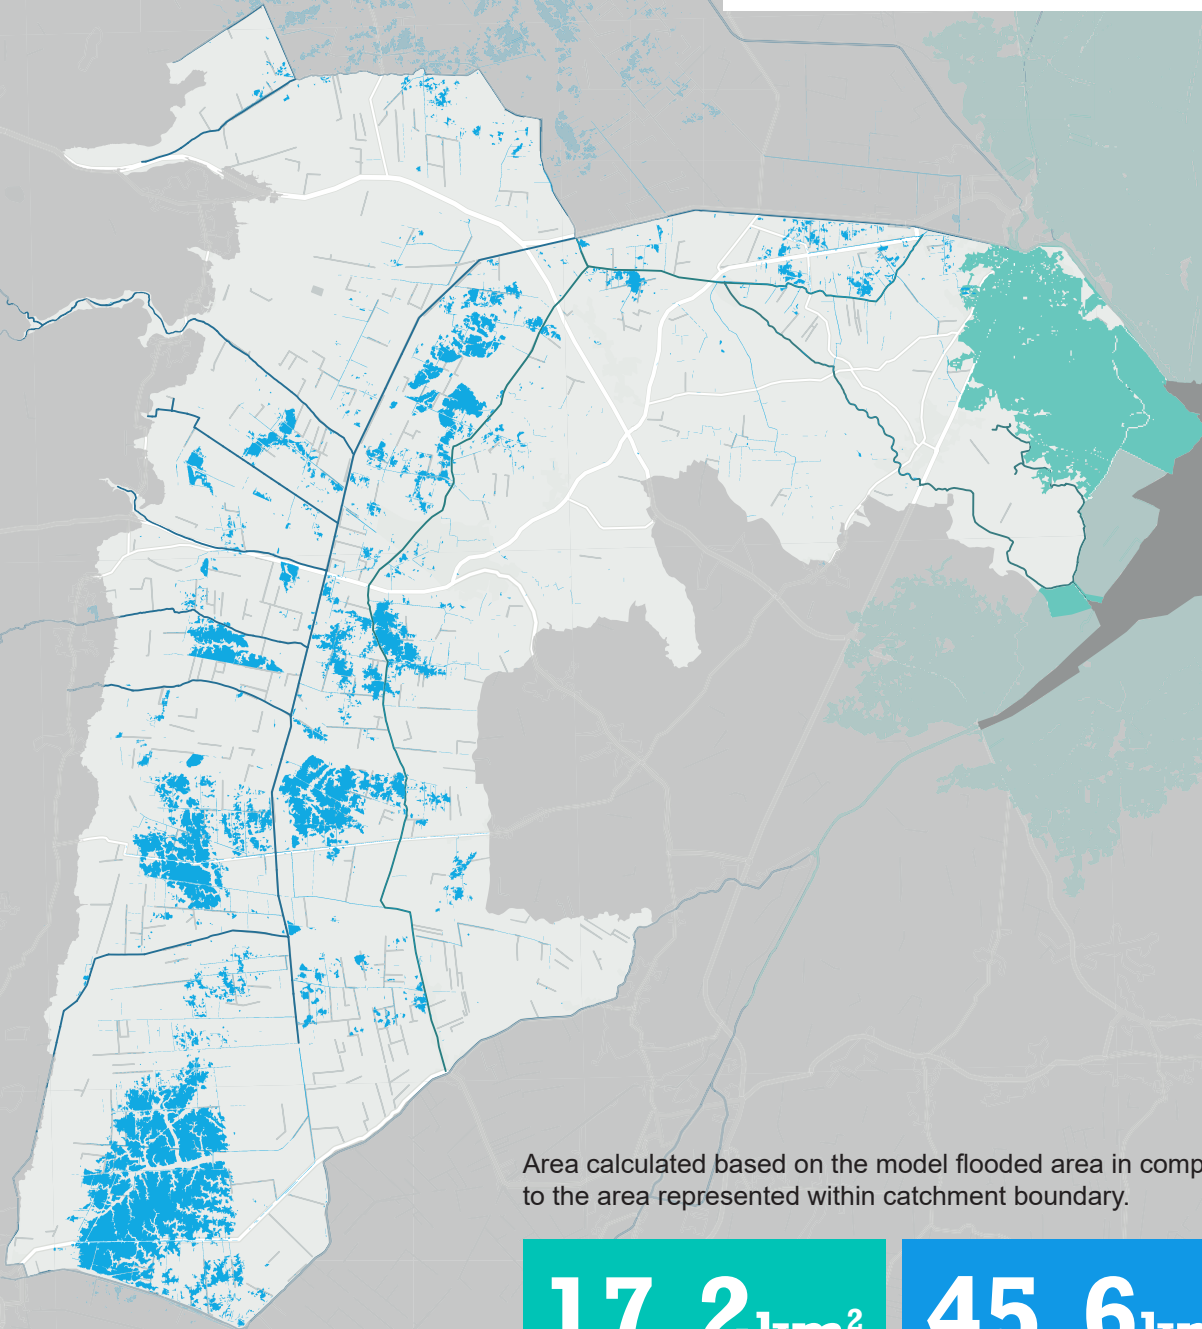 Area calculated based on the model flooded area in comp
to the area represented within catchment boundary.
17.2km² 45.6km